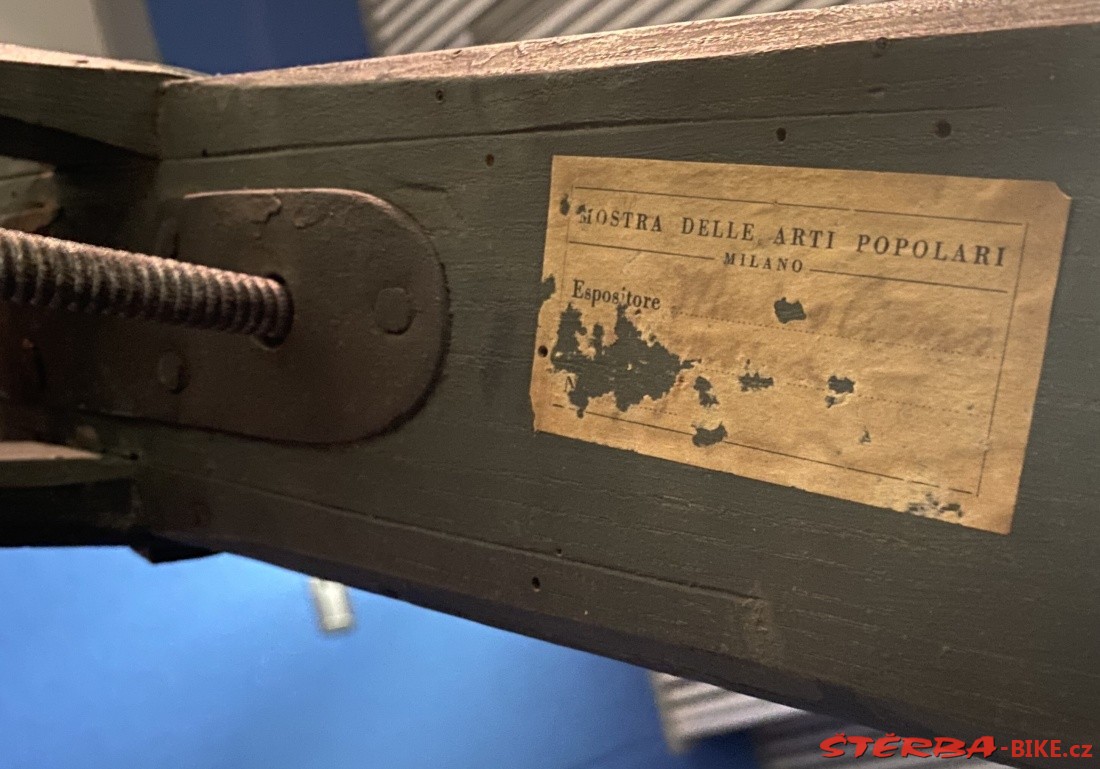 MOSTRA DELLE ARTI POPOLARI
MILANO
Espositore
N
ŠTĚRBA-BIKE.cz